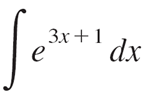 ∫ e^{3x+1} dx